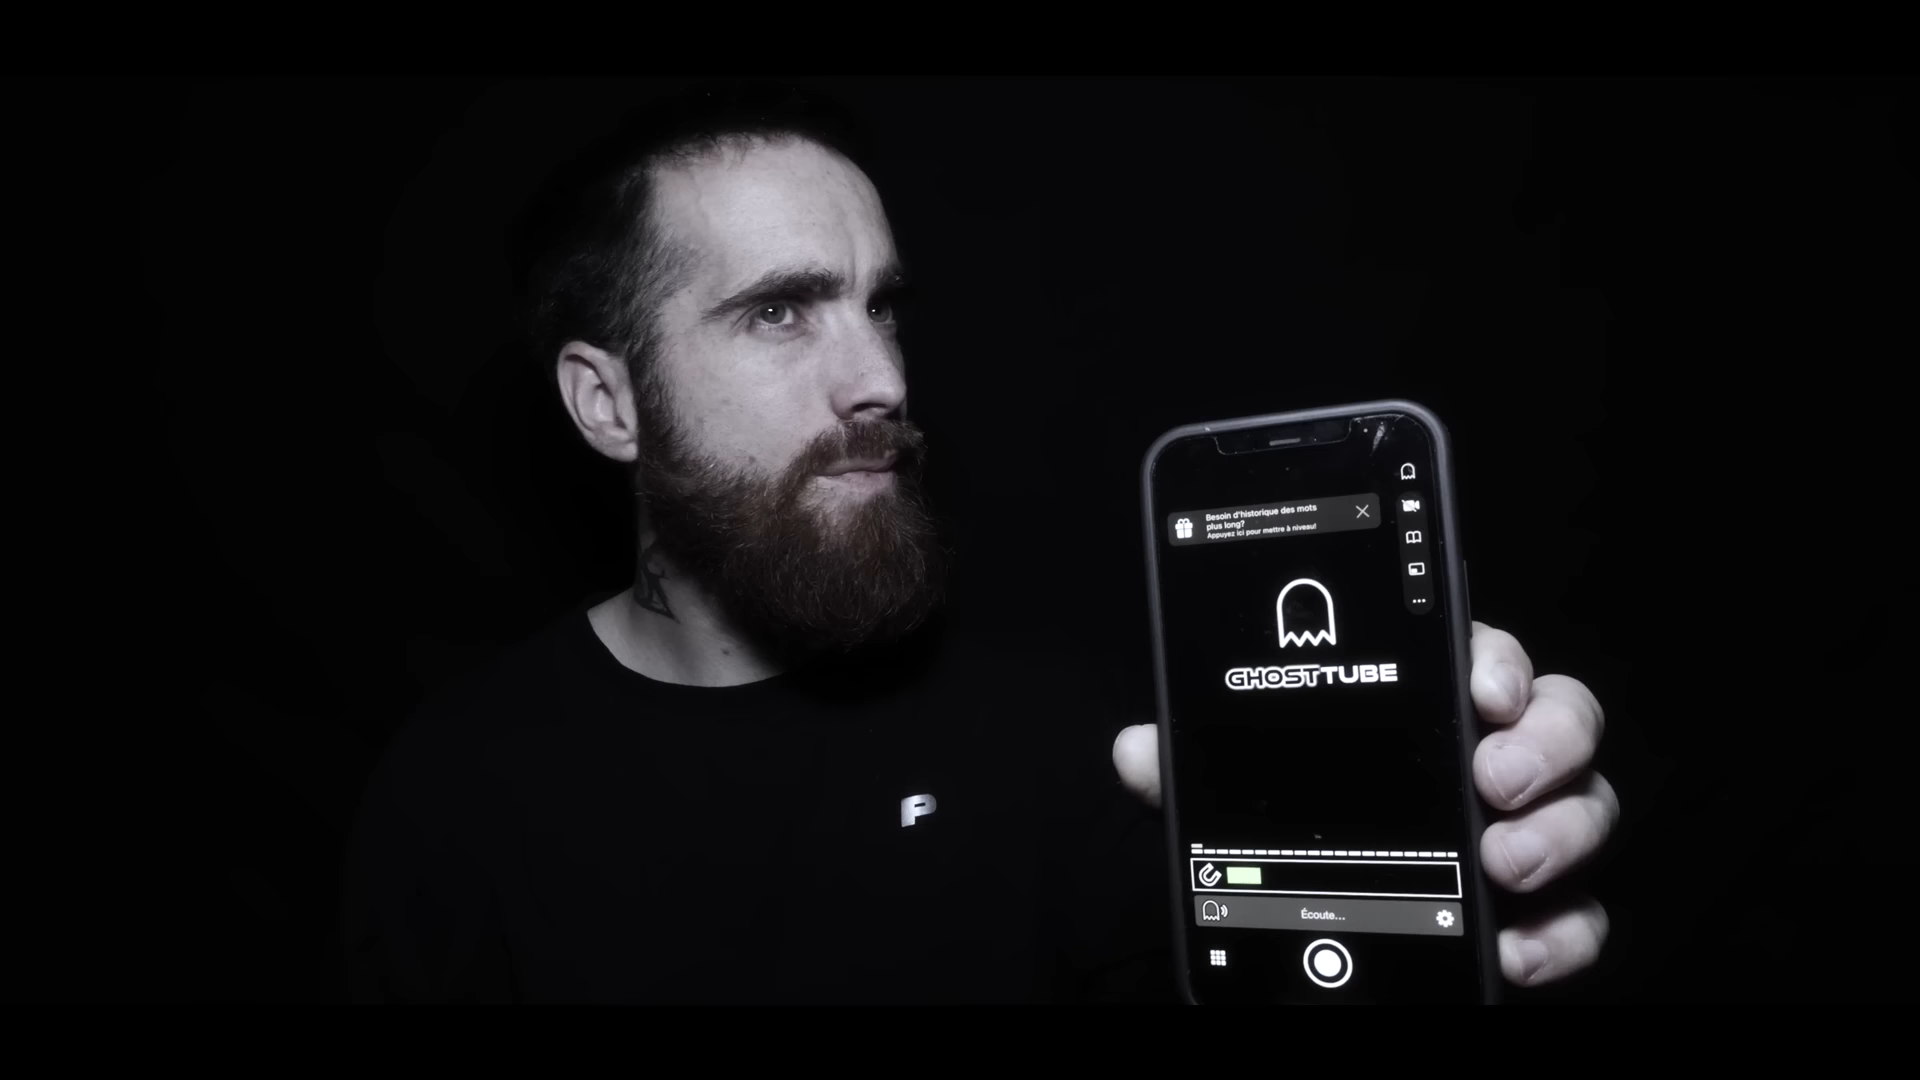 Besoin d'historique des mots
plus long?
Appuyez ici pour mettre à niveau!
GHOSTTUBE
P
Écoute...